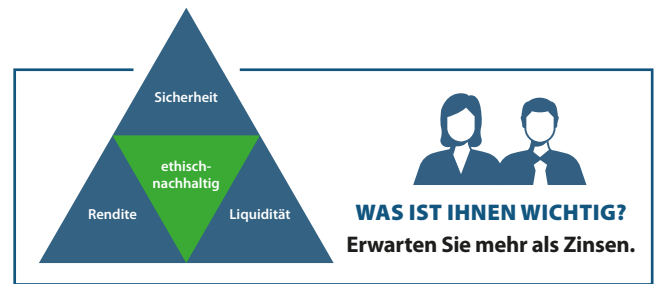 Sicherheit
ethisch-
nachhaltig
Rendite
Liquidität
WAS IST IHNEN WICHTIG?
Erwarten Sie mehr als Zinsen.